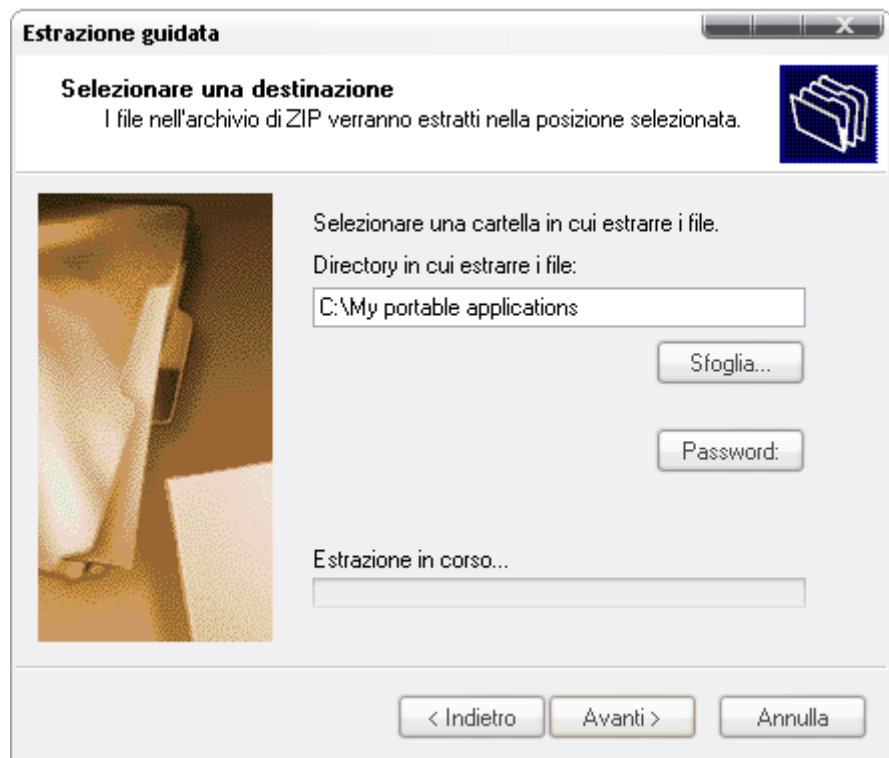 Estrazione guidata
Selezionare una destinazione
I file nell'archivio di ZIP verranno estratti nella posizione selezionata.
Selezionare una cartella in cui estrarre i file.
Directory in cui estrarre i file:
C:\My portable applications
Sfoglia...
Password:
Estrazione in corso...
< Indietro Avanti > Annulla